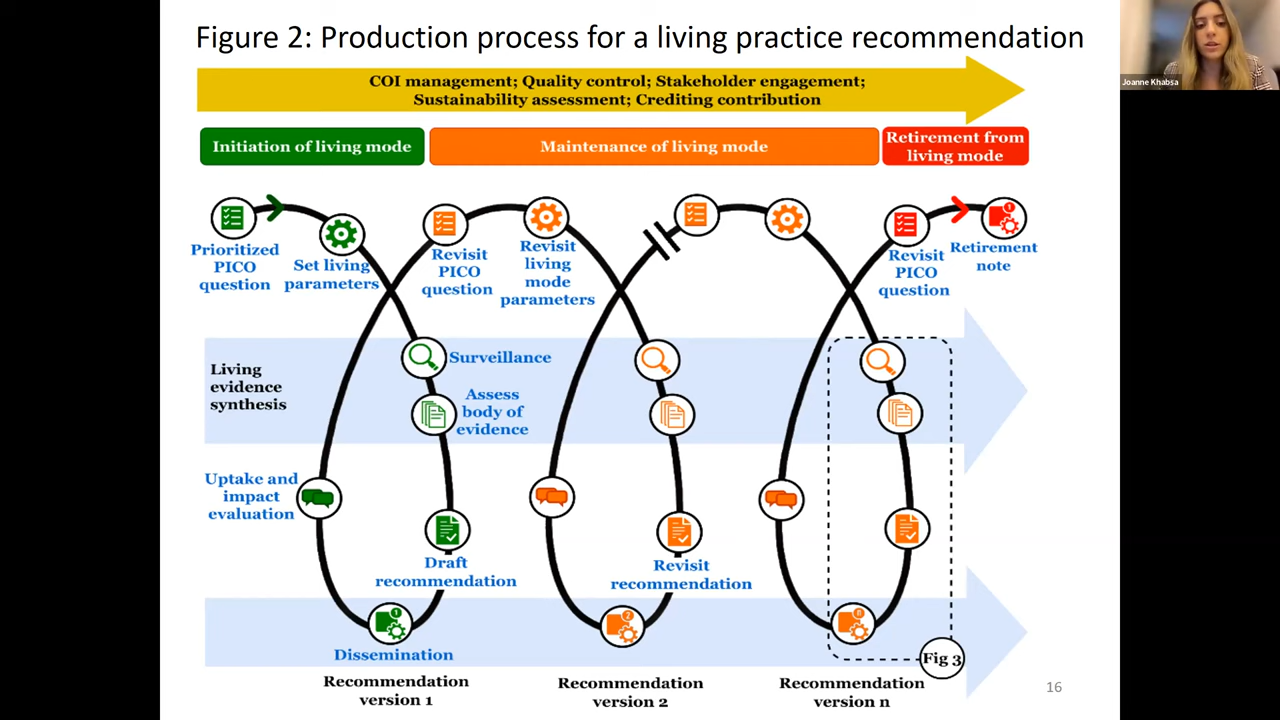 Figure 2: Production process for a living practice recommendation
Joanne Khabsa
COI management; Quality control; Stakeholder engagement;
Sustainability assessment; Crediting contribution
Initiation of living mode
Maintenance of living mode
Retirement from
living mode
Prioritized
PICO
question
Set living
parameters
Revisit
PICO
question
Revisit
living
mode
parameters
Revisit
PICO
question
Retirement
note
Living
evidence
synthesis
Surveillance
Assess
body of
evidence
Uptake and
impact
evaluation
Draft
recommendation
Revisit
recommendation
1
2
Dissemination
Fig 3
Recommendation
version 1
Recommendation
version 2
Recommendation
version n
16